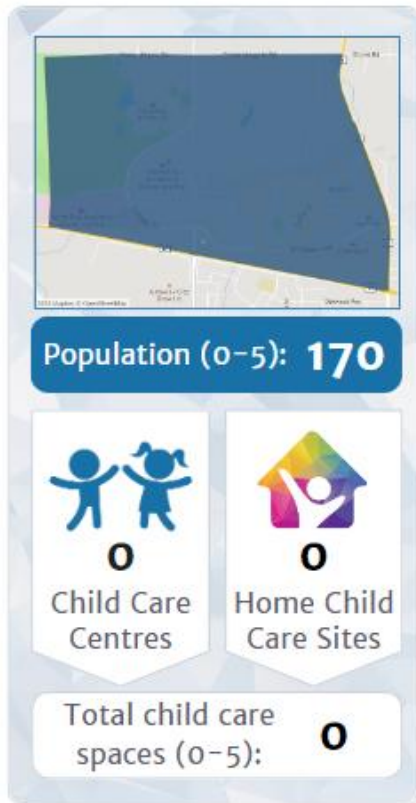 Population (0-5): 170
0
Child Care
Centres
0
Home Child
Care Sites
Total child care
spaces (0-5):
0